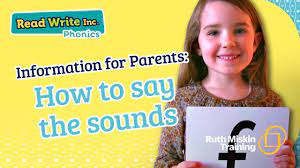 Read Write Inc.
Phonics
Information for Parents:
How to say
the sounds
f
Ruth Miskin
Training